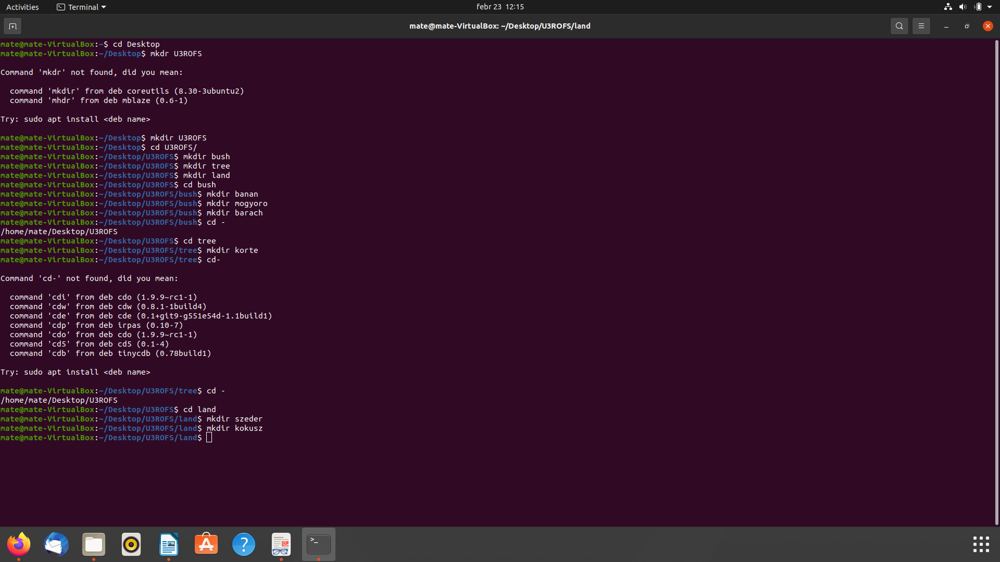 Activities
Terminal
febr 23 12:15
mate@mate-VirtualBox: ~/Desktop/U3ROFS/land
mate@mate-VirtualBox:~$ cd Desktop
mate@mate-VirtualBox:~/Desktop$ mkdr U3ROFS
Command 'mkdr' not found, did you mean:
command 'mkdir' from deb coreutils (8.30-3ubuntu2)
command 'mhdr' from deb mblaze (0.6-1)
Try: sudo apt install <deb name>
mate@mate-VirtualBox:~/Desktop$ mkdir U3ROFS
mate@mate-VirtualBox:~/Desktop$ cd U3ROFS/
mate@mate-VirtualBox:~/Desktop/U3ROFS$ mkdir bush
mate@mate-VirtualBox:~/Desktop/U3ROFS$ mkdir tree
mate@mate-VirtualBox:~/Desktop/U3ROFS$ mkdir land
mate@mate-VirtualBox:~/Desktop/U3ROFS$ cd bush
mate@mate-VirtualBox:~/Desktop/U3ROFS/bush$ mkdir banan
mate@mate-VirtualBox:~/Desktop/U3ROFS/bush$ mkdir mogyoro
mate@mate-VirtualBox:~/Desktop/U3ROFS/bush$ mkdir barach
mate@mate-VirtualBox:~/Desktop/U3ROFS/bush$ cd -
/home/mate/Desktop/U3ROFS
mate@mate-VirtualBox:~/Desktop/U3ROFS$ cd tree
mate@mate-VirtualBox:~/Desktop/U3ROFS/tree$ mkdir korte
mate@mate-VirtualBox:~/Desktop/U3ROFS/tree$ cd-
Command 'cd-' not found, did you mean:
command 'cdi' from deb cdo (1.9.9~rc1-1)
command 'cdw' from deb cdw (0.8.1-1build4)
command 'cde' from deb cde (0.1+git9-g551e54d-1.1build1)
command 'cdp' from deb irpas (0.10-7)
command 'cdo' from deb cdo (1.9.9~rc1-1)
command 'cd5' from deb cd5 (0.1-4)
command 'cdb' from deb tinycdb (0.78build1)
Try: sudo apt install <deb name>
mate@mate-VirtualBox:~/Desktop/U3ROFS/tree$ cd -
/home/mate/Desktop/U3ROFS
mate@mate-VirtualBox:~/Desktop/U3ROFS$ cd land
mate@mate-VirtualBox:~/Desktop/U3ROFS/land$ mkdir szeder
mate@mate-VirtualBox:~/Desktop/U3ROFS/land$ mkdir kokusz
mate@mate-VirtualBox:~/Desktop/U3ROFS/land$